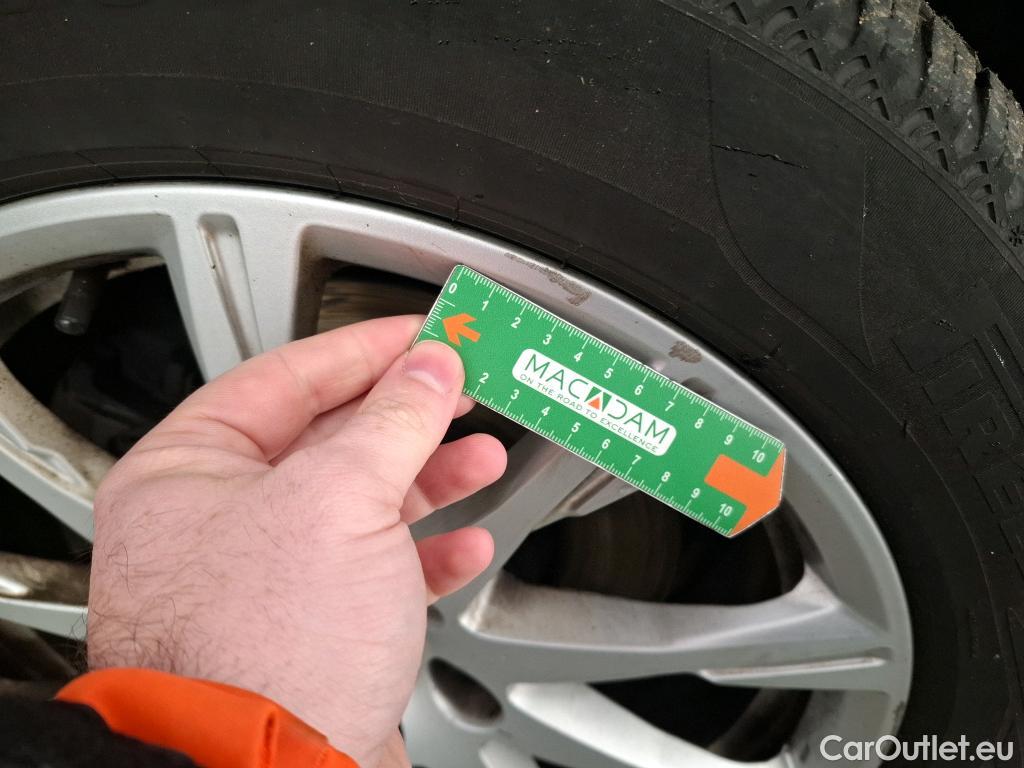 0 1 2 3 4 5 6 7 8 9 10
MACADAM
ON THE ROAD TO EXCELLENCE
2 3 4 5 6 7 8 9 10
PIRELLI
CarOutlet.eu